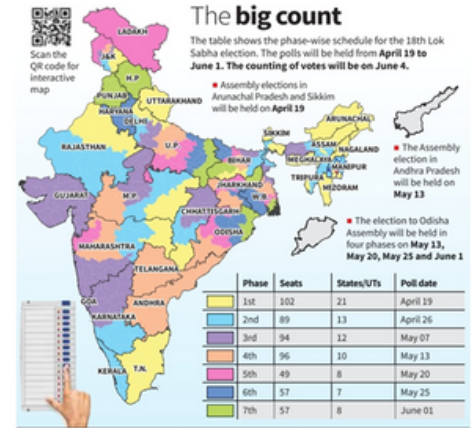 The big count
The table shows the phase-wise schedule for the 18th Lok
Sabha election. The polls will be held from April 19 to
June 1. The counting of votes will be on June 4.
Scan the
QR code for
interactive
map
■ Assembly elections in
Arunachal Pradesh and Sikkim
will be held on April 19
LADAKH
J&K
H.P
PUNJAB
UTTARAKHAND
HARYANA
DELHI
RAJASTHAN
U.P.
BIHAR
SIKKIM
ARUNACHAL
ASSAM
NAGALAND
MEGHALAYA
MANIPUR
TRIPURA
MIZORAM
GUJARAT
M.P.
JHARKHAND
W.B.
CHHATTISGARH
ODISHA
MAHARASHTRA
TELANGANA
GOA
ANDHRA
KARNATAKA
KERALA
T.N.
■ The Assembly
election in
Andhra Pradesh
will be held on
May 13
■ The election to Odisha
Assembly will be held in
four phases on May 13,
May 20, May 25 and June 1
Phase Seats States/UTs Poll date
1st 102 21 April 19
2nd 89 13 April 26
3rd 94 12 May 07
4th 96 10 May 13
5th 49 8 May 20
6th 57 7 May 25
7th 57 8 June 01